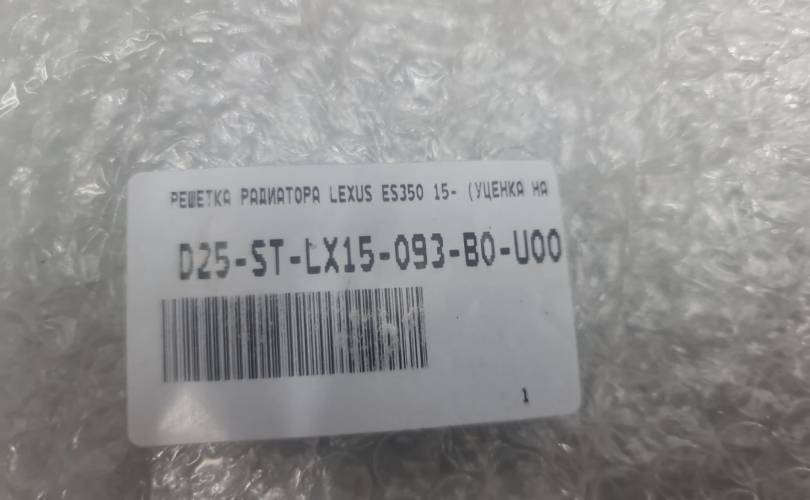 РЕШЕТКА РАДИАТОРА LEXUS ES350 15- (УЦЕНКА НА
D25-ST-LX15-093-B0-U00
1